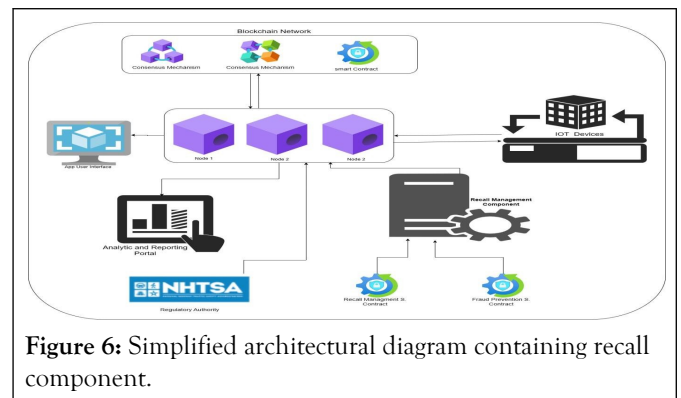 Blockchain Network
Consensus Mechanism
Consensus Mechanism
smart Contract
App User Interface
Node 1
Node 2
Node 3
IOT Devices
Analytic and Reporting
Portal
Recall Management
Component
NHTSA
Regulatory Authority
Recall Managment S.
Contract
Fraud Prevention S.
Contract
Figure 6: Simplified architectural diagram containing recall
component.